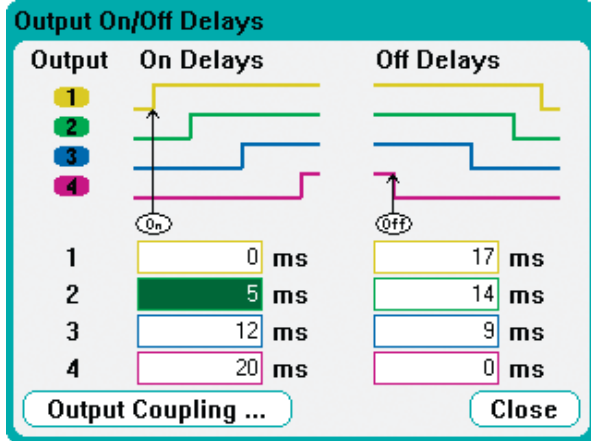 Output On/Off Delays
Output On Delays Off Delays
1
2
3
4
On Off
1 0 ms 17 ms
2 5 ms 14 ms
3 12 ms 9 ms
4 20 ms 0 ms
Output Coupling ... Close